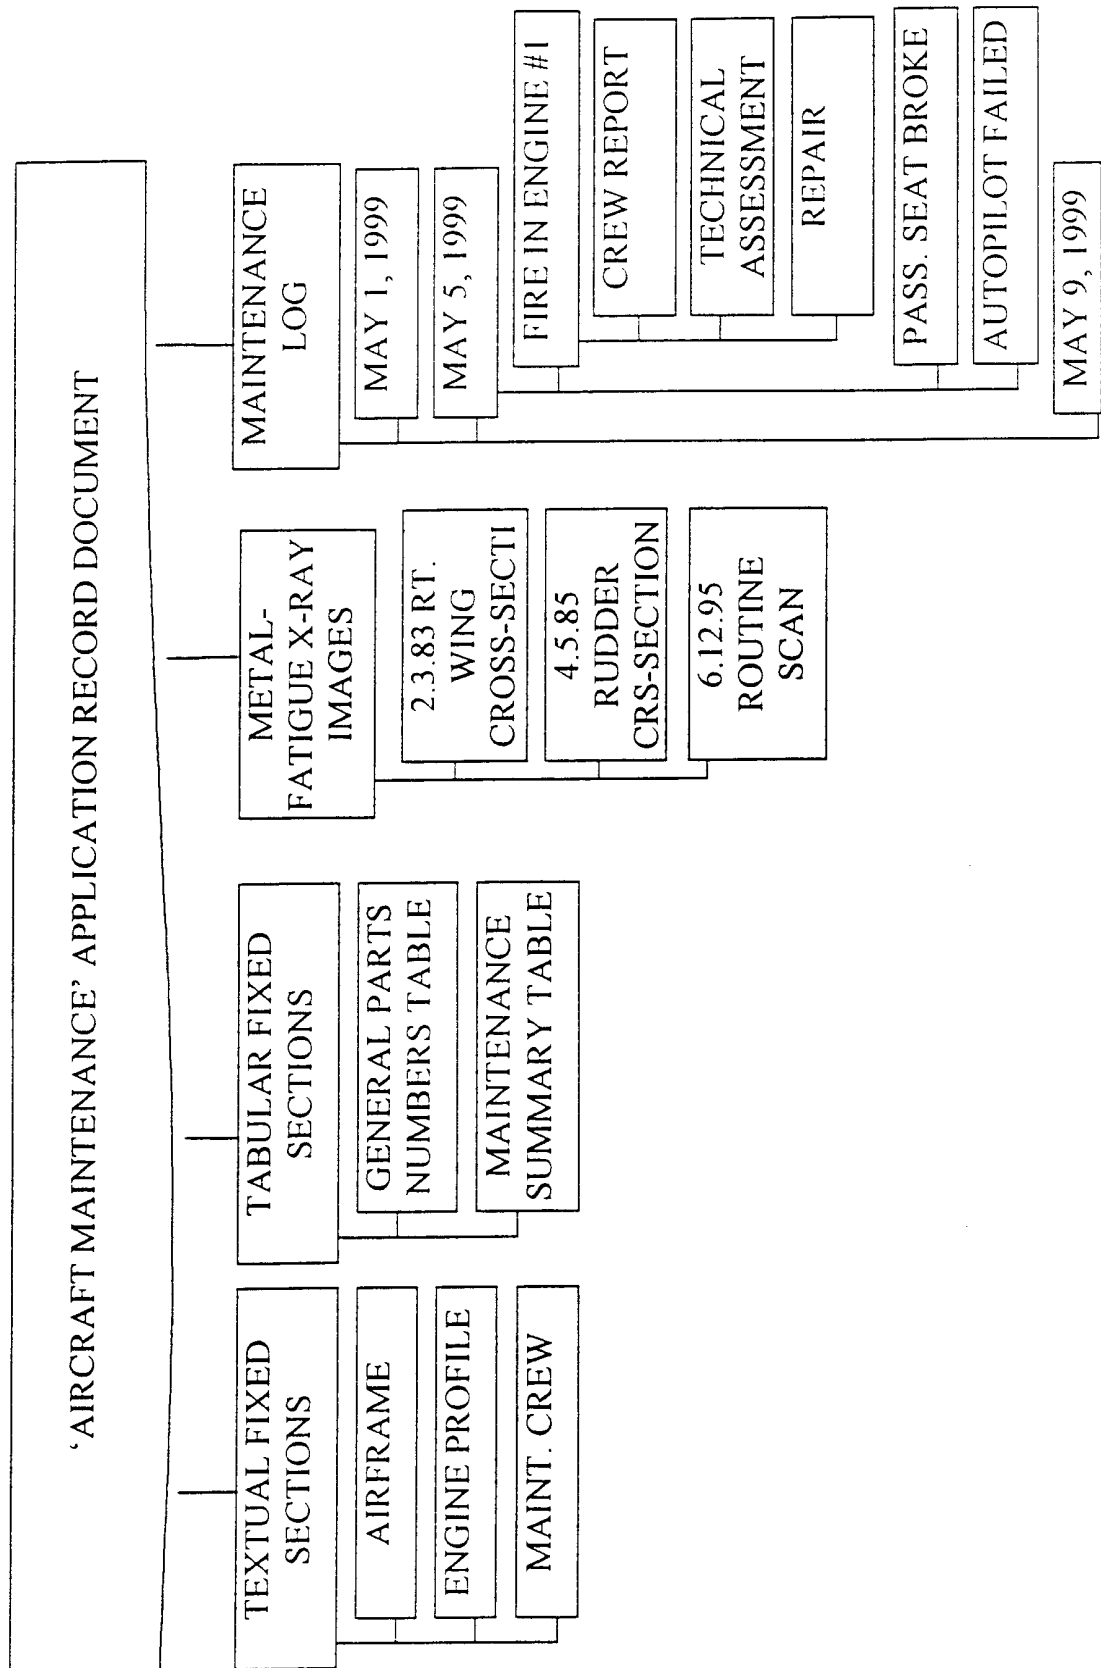 ‘AIRCRAFT MAINTENANCE’ APPLICATION RECORD DOCUMENT
TEXTUAL FIXED
SECTIONS
AIRFRAME
ENGINE PROFILE
MAINT. CREW
TABULAR FIXED
SECTIONS
GENERAL PARTS
NUMBERS TABLE
MAINTENANCE
SUMMARY TABLE
METAL-
FATIGUE X-RAY
IMAGES
2.3.83 RT.
WING
CROSS-SECTI
4.5.85
RUDDER
CRS-SECTION
6.12.95
ROUTINE
SCAN
MAINTENANCE
LOG
MAY 1, 1999
MAY 5, 1999
FIRE IN ENGINE #1
CREW REPORT
TECHNICAL
ASSESSMENT
REPAIR
PASS. SEAT BROKE
AUTOPILOT FAILED
MAY 9, 1999